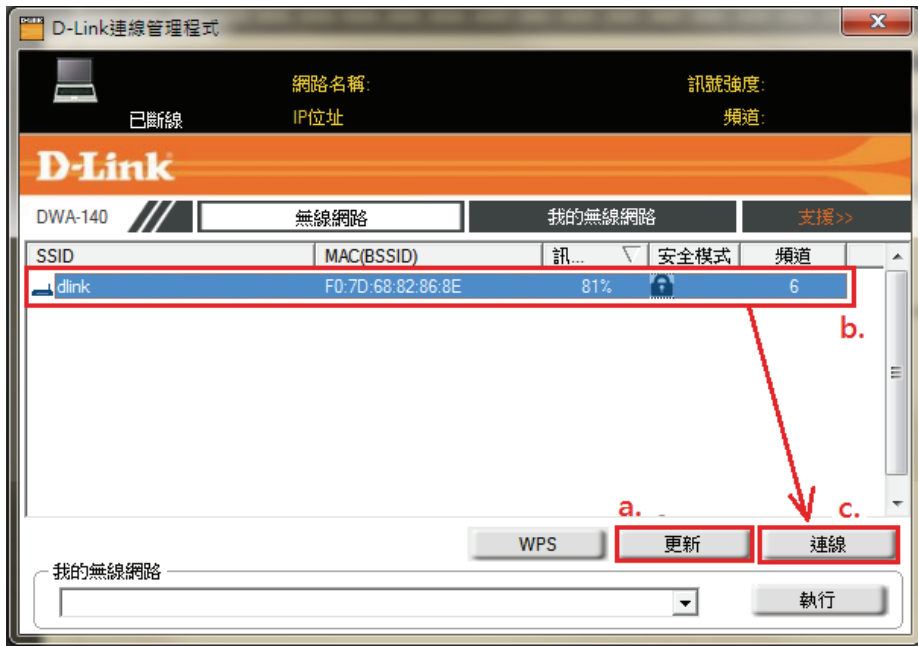 D-Link連線管理程式
網路名稱: 訊號強度:
已斷線 IP位址 頻道:
D-Link
DWA-140 無線網路 我的無線網路 支援>>
SSID MAC(BSSID) 訊... 安全模式 頻道
dlink F0:7D:68:82:86:8E 81% 6
b.
a. c.
WPS 更新 連線
我的無線網路
執行